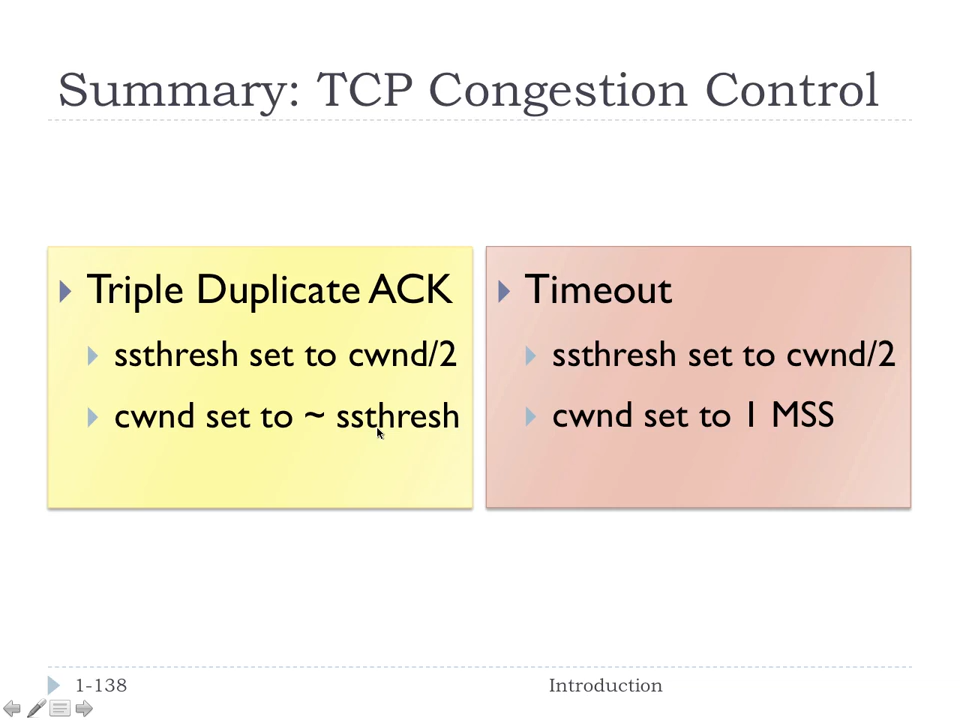 Summary: TCP Congestion Control
Triple Duplicate ACK
ssthresh set to cwnd/2
cwnd set to ~ ssthresh
Timeout
ssthresh set to cwnd/2
cwnd set to 1 MSS
1-138
Introduction